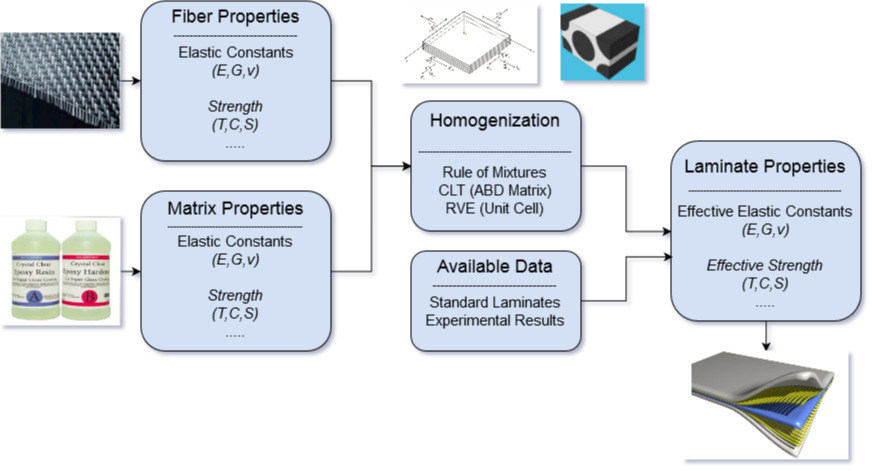 Fiber Properties
Elastic Constants
(E,G,v)
Strength
(T,C,S)
.....
Matrix Properties
Elastic Constants
(E,G,v)
Strength
(T,C,S)
.....
Crystal Clear
Epoxy Resin
A
Crystal Clear
B
Homogenization
Rule of Mixtures
CLT (ABD Matrix)
RVE (Unit Cell)
Available Data
Standard Laminates
Experimental Results
Laminate Properties
Effective Elastic Constants
(E,G,v)
Effective Strength
(T,C,S)
.....